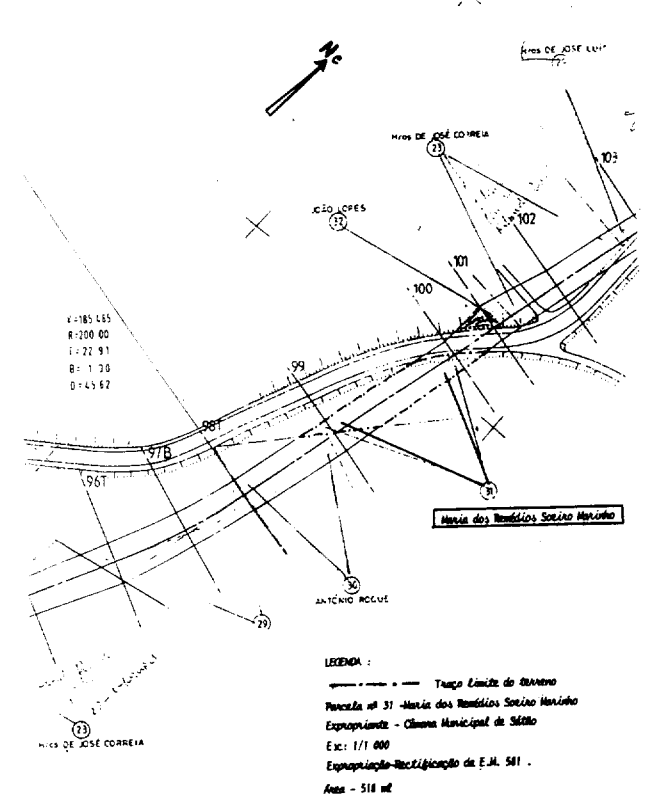 Hros DE JOSÉ LUIS
Hros DE JOSÉ CORREIA
23
103
JOÃO LOPES
32
102
101
100
V=185.465
R=200.00
T=22.91
B= 1.30
D=45.62
99
98T
97B
96T
31
Maria dos Remédios Soeiro Marinho
30
ANTÓNIO ROQUE
29
23
Hros DE JOSÉ CORREIA
LEGENDA :
Traço limite do terreno
Parcela nº 31 -Maria dos Remédios Soeiro Marinho
Expropriante - Câmara Municipal de Sátão
Esc: 1/1 000
Expropriação-Rectificação da E.M. 581 .
Área - 518 m2